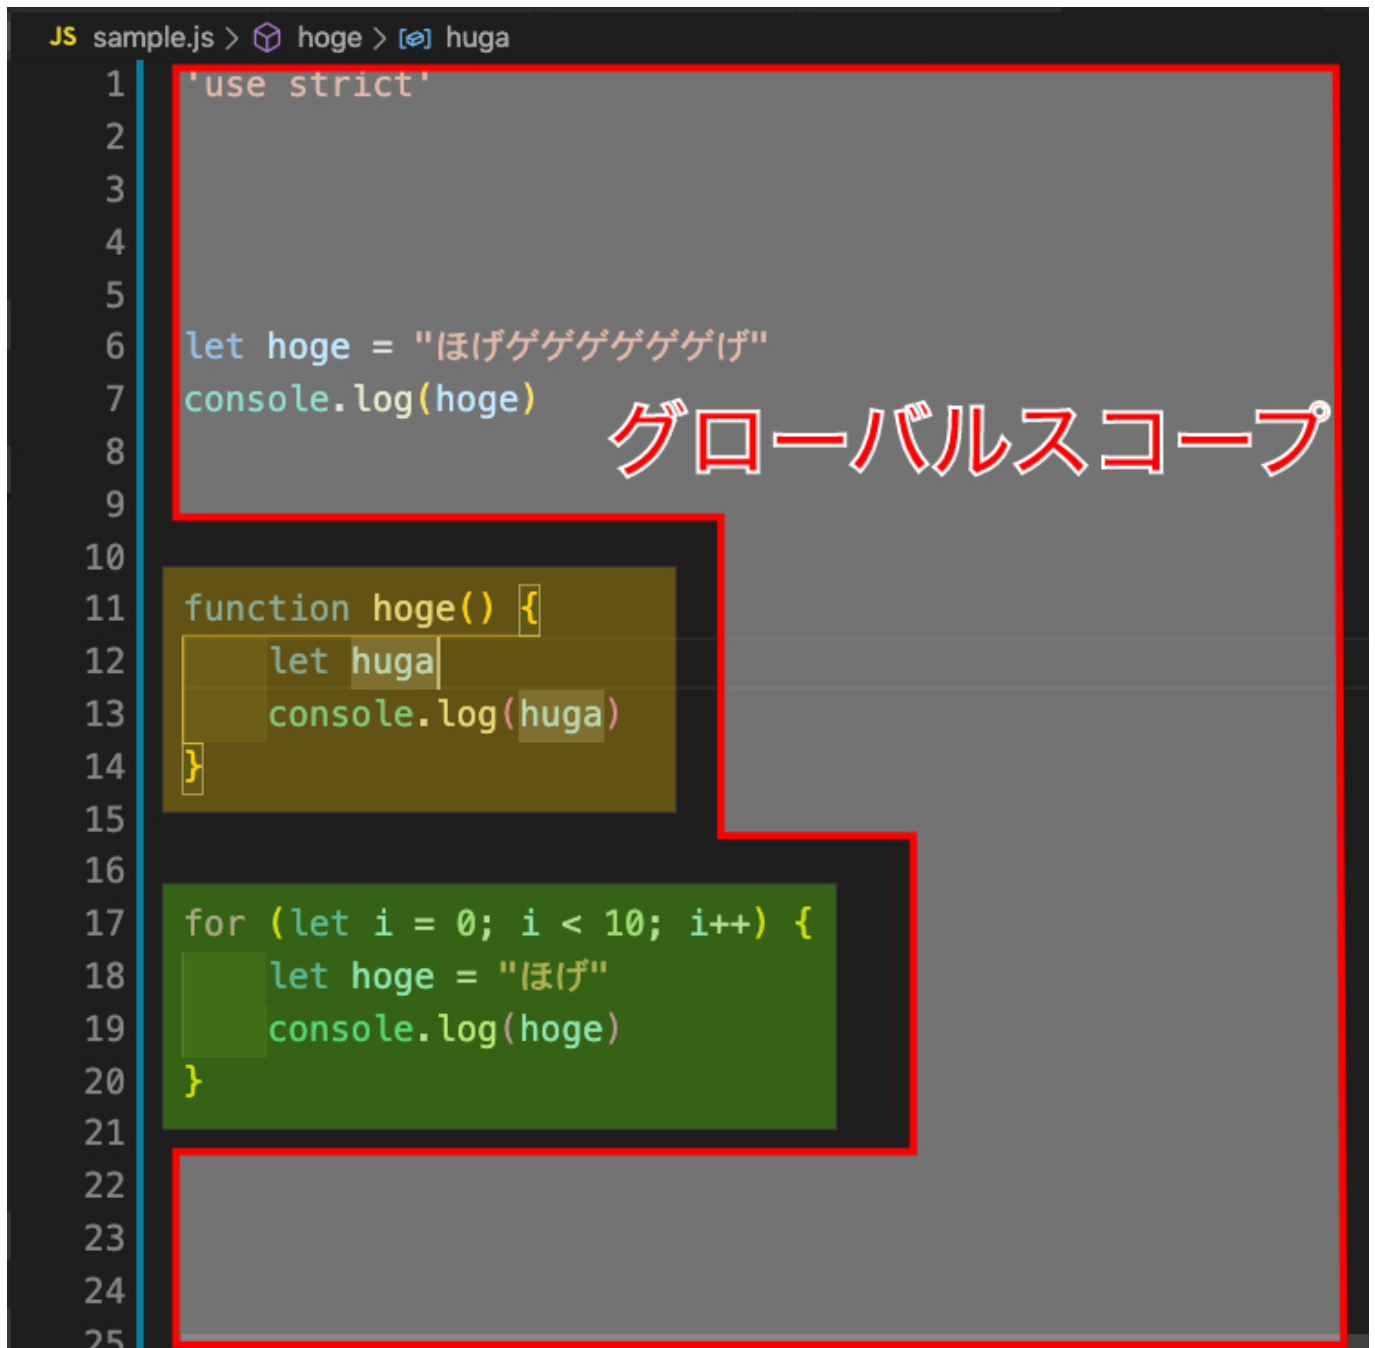 JS sample.js > hoge > huga
1 'use strict'
2
3
4
5
6 let hoge = "ほげゲゲゲゲゲゲげ"
7 console.log(hoge)
グローバルスコープ
8
9
10
11 function hoge() {
12 let huga
13 console.log(huga)
14 }
15
16
17 for (let i = 0; i < 10; i++) {
18 let hoge = "ほげ"
19 console.log(hoge)
20 }
21
22
23
24
25